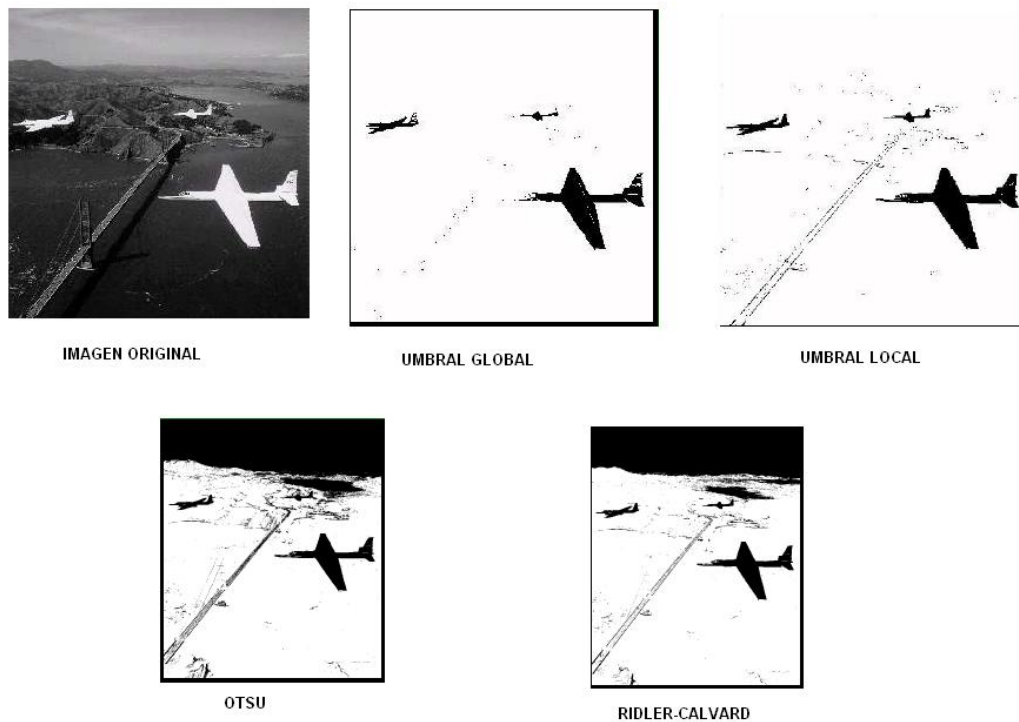 IMAGEN ORIGINAL
UMBRAL GLOBAL
UMBRAL LOCAL
OTSU
RIDLER-CALVARD